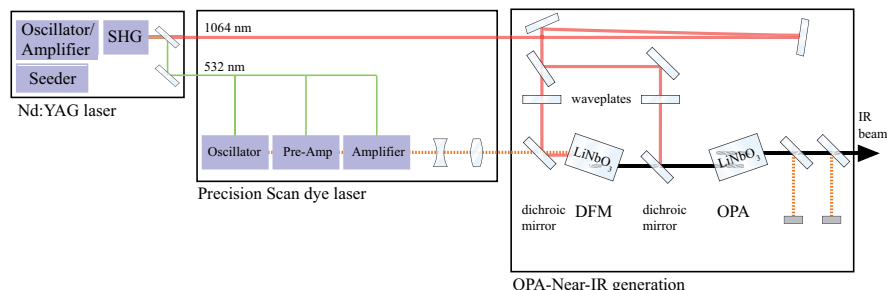 Oscillator/
Amplifier
SHG
Seeder
Nd:YAG laser
1064 nm
532 nm
Oscillator
Pre-Amp
Amplifier
Precision Scan dye laser
waveplates
IR
beam
LiNbO3
LiNbO3
dichroic
mirror
DFM
dichroic
mirror
OPA
OPA-Near-IR generation